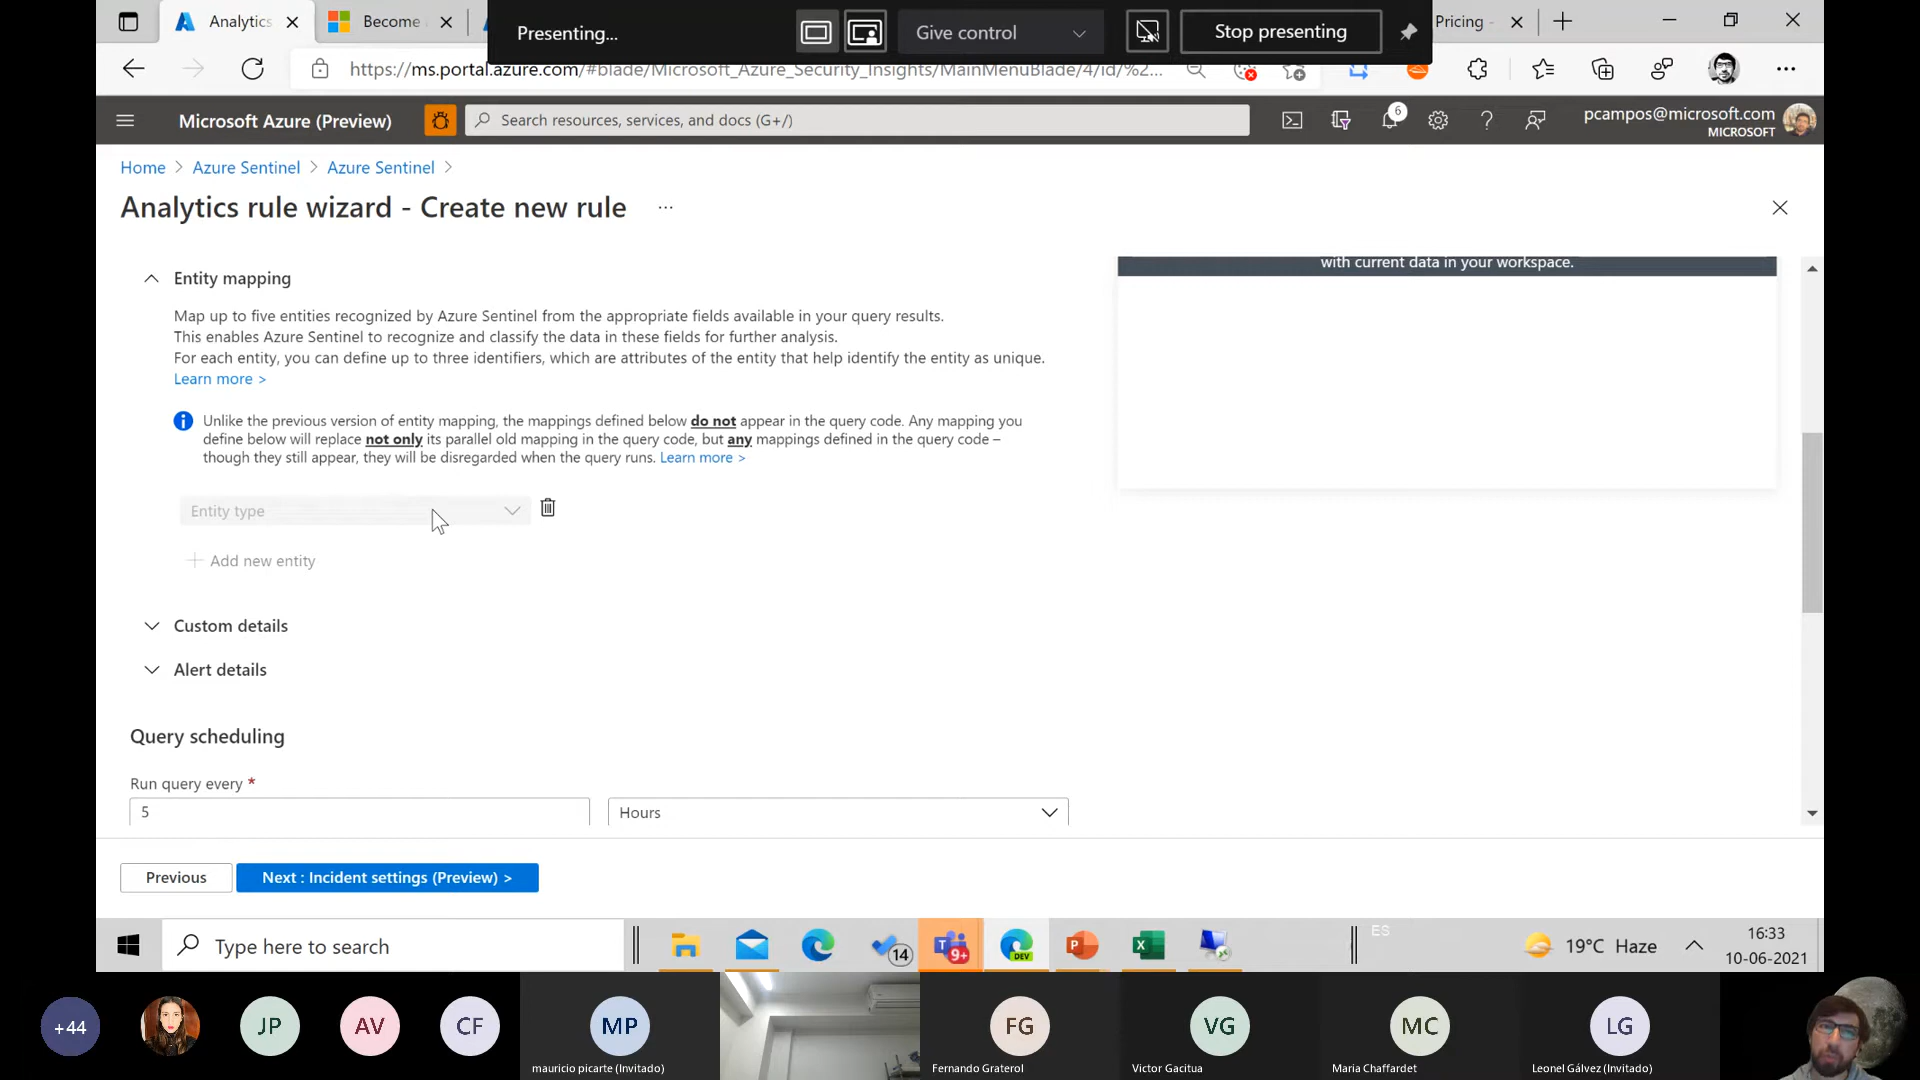 Analytics
Become
Presenting...
Give control
Stop presenting
Pricing
https://ms.portal.azure.com/#blade/Microsoft_Azure_Security_Insights/MainMenuBlade/4/id/%2...
Microsoft Azure (Preview)
Search resources, services, and docs (G+/)
6
pcampos@microsoft.com
MICROSOFT
Home > Azure Sentinel > Azure Sentinel >
Analytics rule wizard - Create new rule ...
with current data in your workspace.
Entity mapping
Map up to five entities recognized by Azure Sentinel from the appropriate fields available in your query results.
This enables Azure Sentinel to recognize and classify the data in these fields for further analysis.
For each entity, you can define up to three identifiers, which are attributes of the entity that help identify the entity as unique.
Learn more >
Unlike the previous version of entity mapping, the mappings defined below do not appear in the query code. Any mapping you
define below will replace not only its parallel old mapping in the query code, but any mappings defined in the query code –
though they still appear, they will be disregarded when the query runs. Learn more >
Entity type
+ Add new entity
Custom details
Alert details
Query scheduling
Run query every *
5
Hours
Previous
Next : Incident settings (Preview) >
Type here to search
14
9+
DEV
ES
19°C Haze
16:33
10-06-2021
+44
JP
AV
CF
MP
FG
VG
MC
LG
mauricio picarte (Invitado)
Fernando Graterol
Victor Gacitua
Maria Chaffardet
Leonel Gálvez (Invitado)